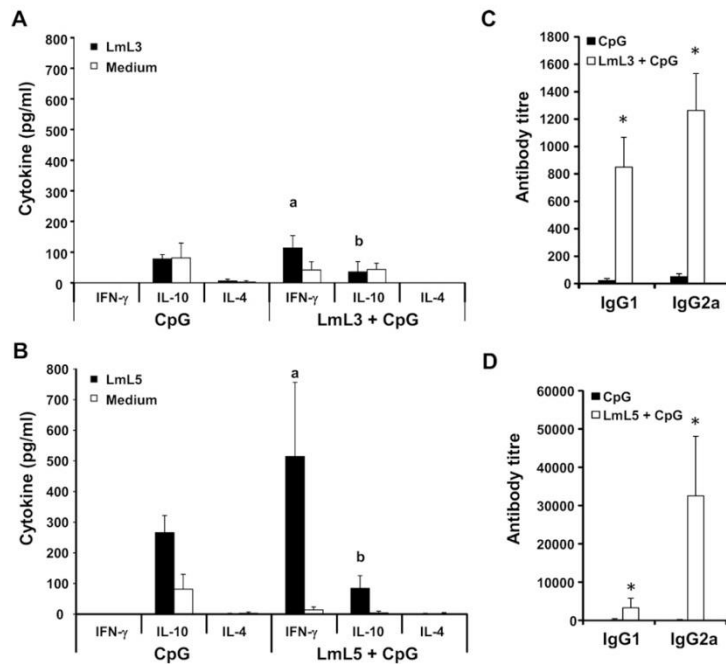 A
LmL3
Medium
Cytokine (pg/ml)
800
700
600
500
400
300
200
100
0
a
b
IFN-γ IL-10 IL-4 IFN-γ IL-10 IL-4
CpG LmL3 + CpG
B
LmL5
Medium
Cytokine (pg/ml)
800
700
600
500
400
300
200
100
0
a
b
IFN-γ IL-10 IL-4 IFN-γ IL-10 IL-4
CpG LmL5 + CpG
C
CpG
LmL3 + CpG
Antibody titre
1800
1600
1400
1200
1000
800
600
400
200
0
*
*
IgG1 IgG2a
D
CpG
LmL5 + CpG
Antibody titre
60000
50000
40000
30000
20000
10000
0
*
*
IgG1 IgG2a